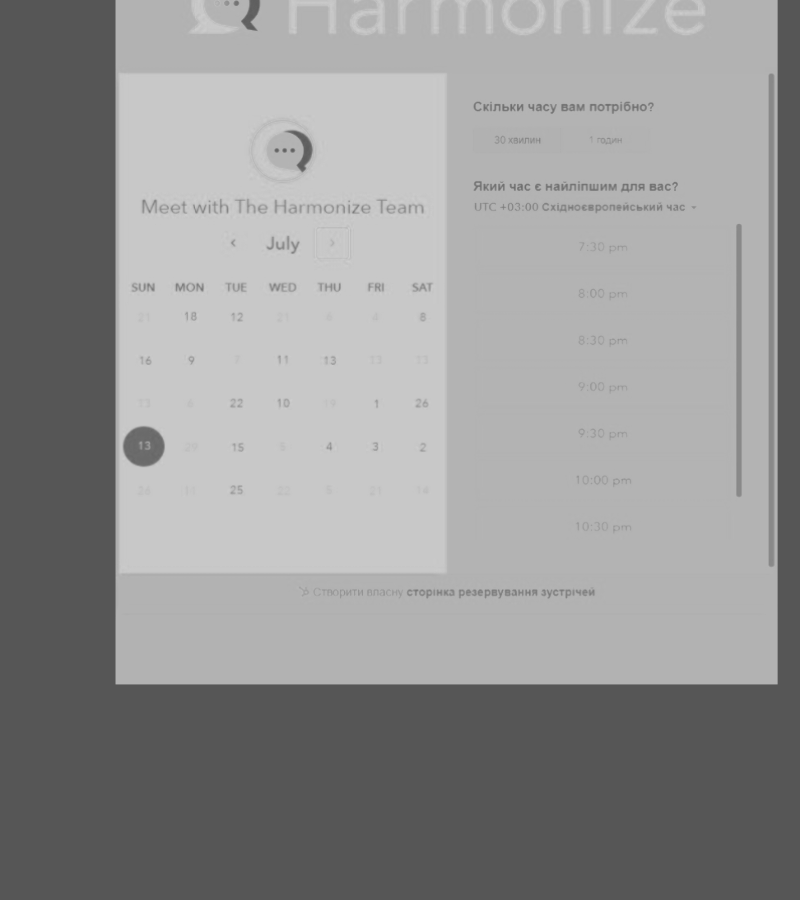 Harmonize
Meet with The Harmonize Team
‹ July ›
SUN MON TUE WED THU FRI SAT
21 18 12 21 8
16 9 7 11 13 13 13
13 6 22 10 19 1 26
13 20 15 5 4 3 2
26 11 25 22 9 21 14
Скільки часу вам потрібно?
30 хвилин 1 годин
Який час є найліпшим для вас?
UTC +03:00 Східноєвропейський час
7:30 pm
8:00 pm
8:30 pm
9:00 pm
9:30 pm
10:00 pm
10:30 pm
Створити власну сторінка резервування зустрічей